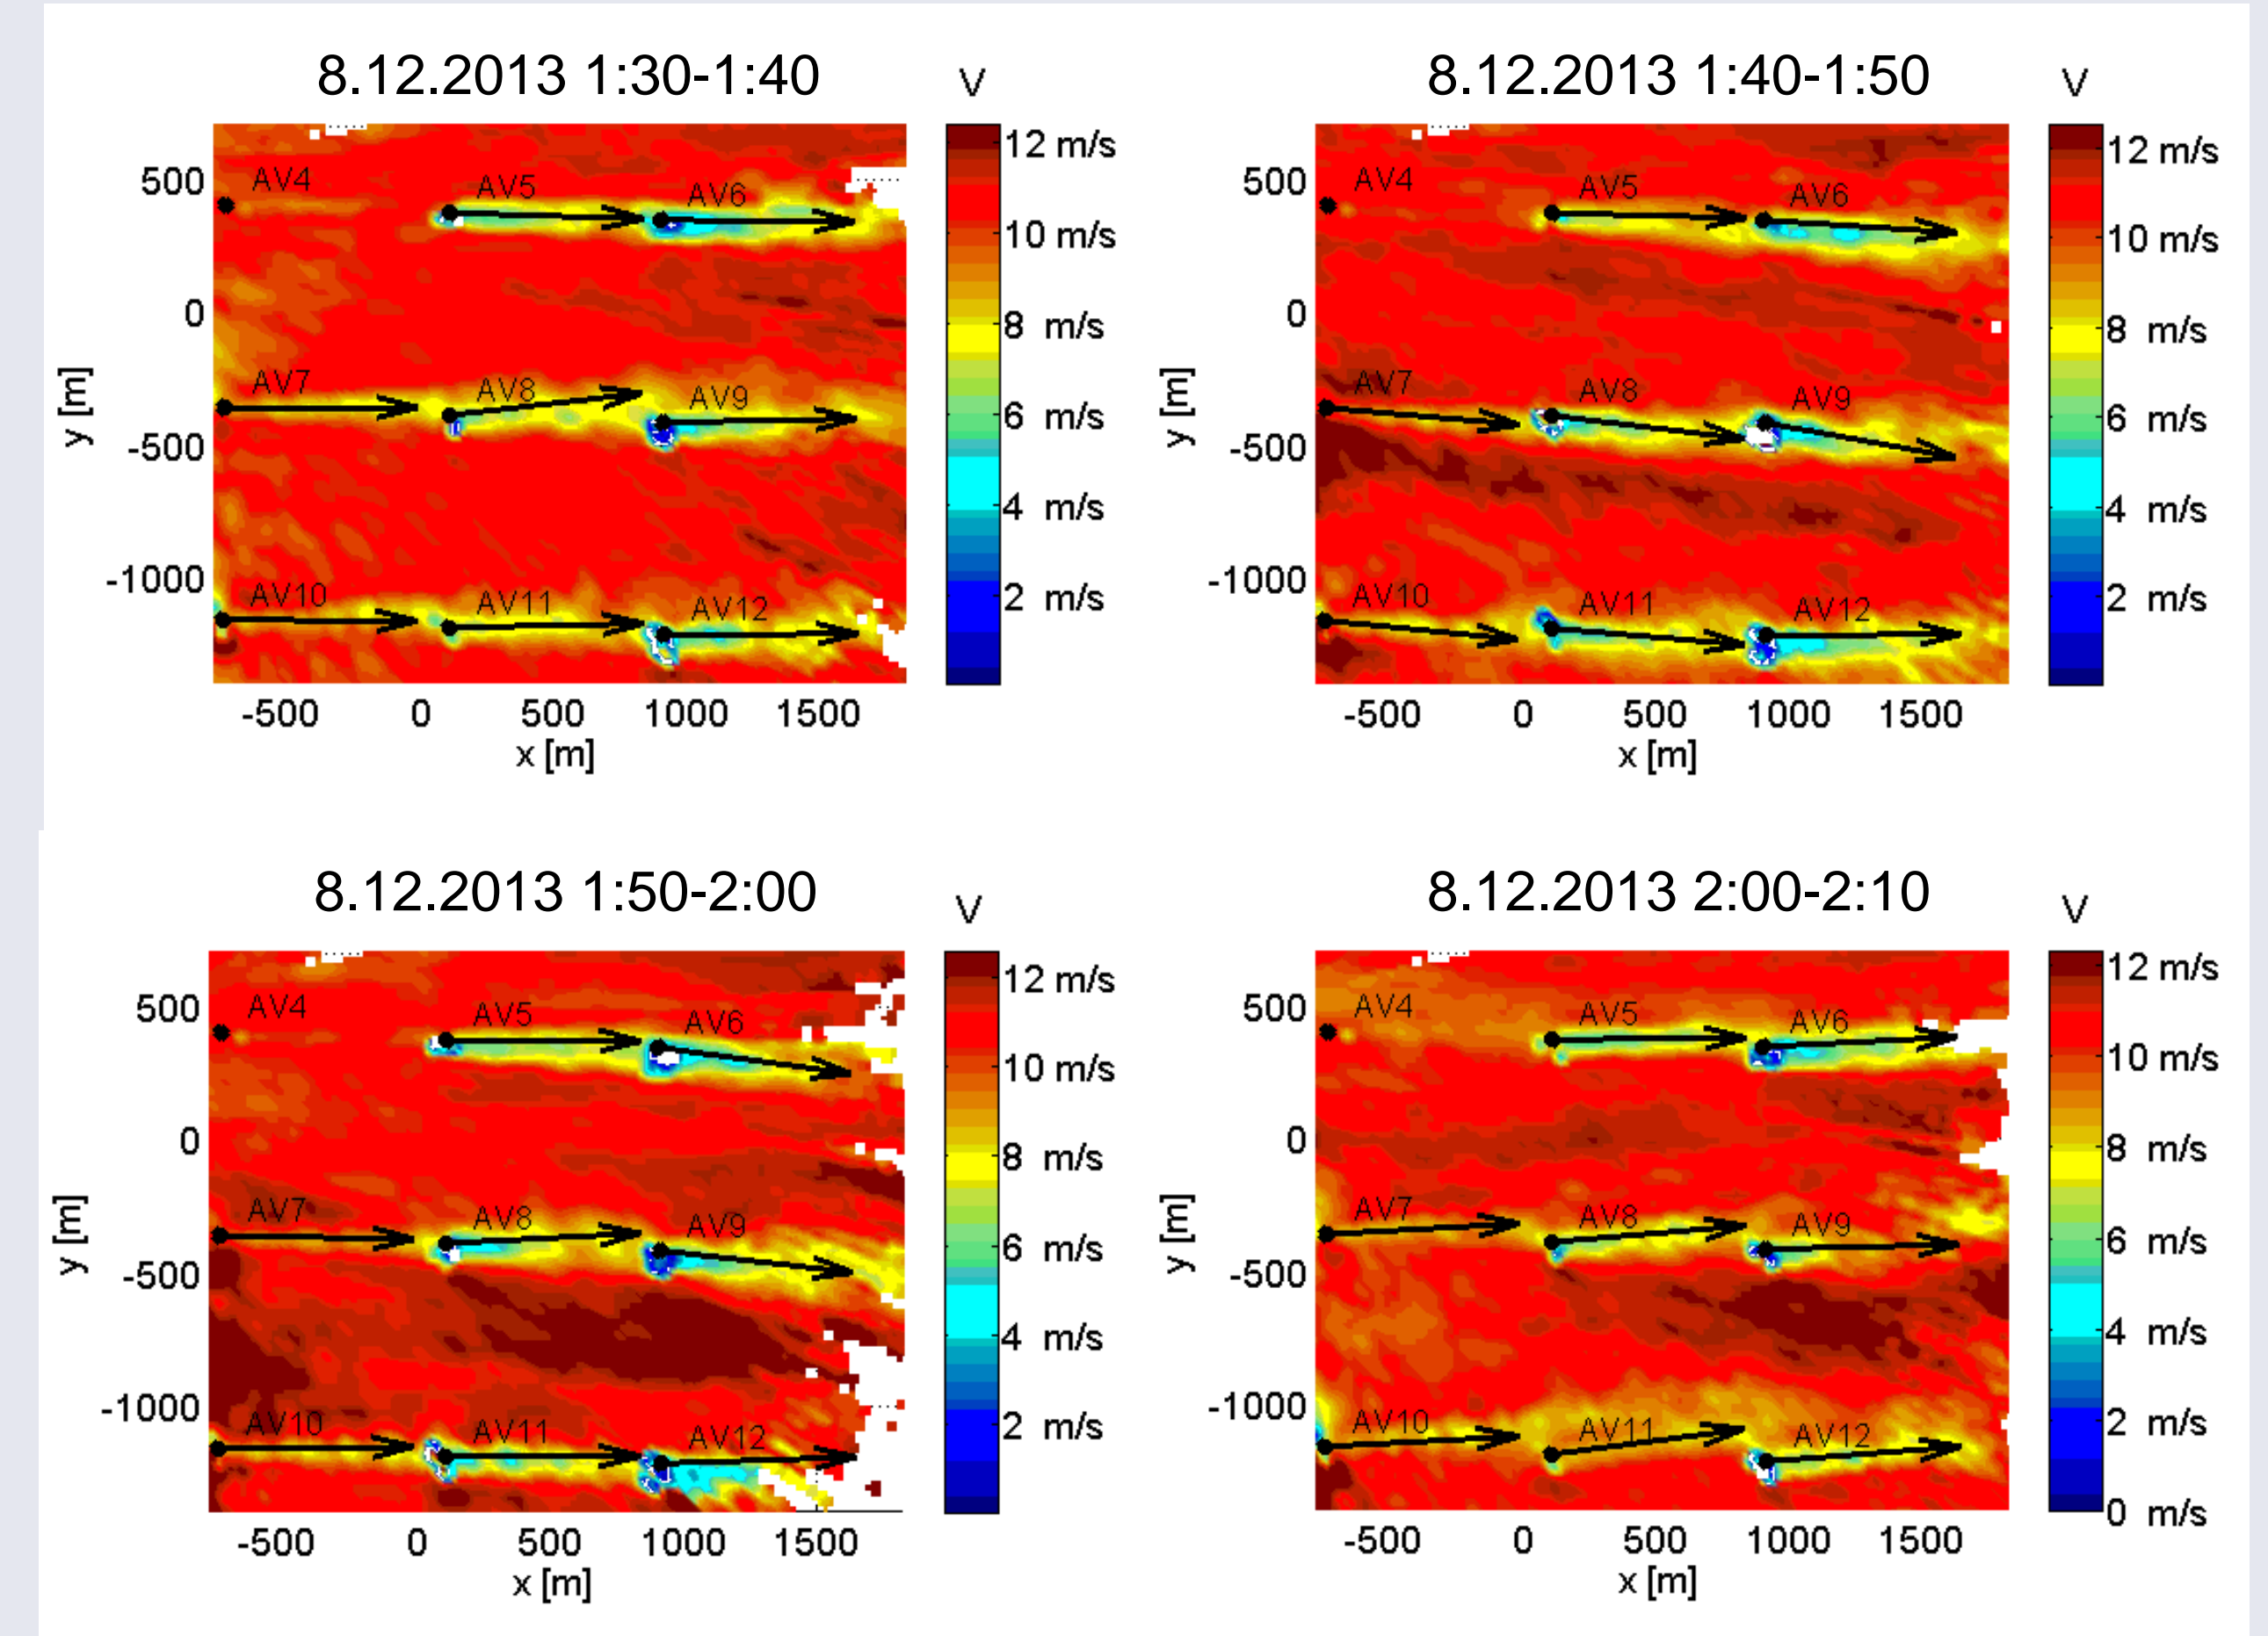 8.12.2013 1:30-1:40
V
12 m/s
10 m/s
8 m/s
6 m/s
4 m/s
2 m/s
500
0
-500
-1000
y [m]
AV4
AV5
AV6
AV7
AV8
AV9
AV10
AV11
AV12
-500 0 500 1000 1500
x [m]
8.12.2013 1:40-1:50
V
12 m/s
10 m/s
8 m/s
6 m/s
4 m/s
2 m/s
500
0
-500
-1000
y [m]
AV4
AV5
AV6
AV7
AV8
AV9
AV10
AV11
AV12
-500 0 500 1000 1500
x [m]
8.12.2013 1:50-2:00
V
12 m/s
10 m/s
8 m/s
6 m/s
4 m/s
2 m/s
500
0
-500
-1000
y [m]
AV4
AV5
AV6
AV7
AV8
AV9
AV10
AV11
AV12
-500 0 500 1000 1500
x [m]
8.12.2013 2:00-2:10
V
12 m/s
10 m/s
8 m/s
6 m/s
4 m/s
2 m/s
0 m/s
500
0
-500
-1000
y [m]
AV4
AV5
AV6
AV7
AV8
AV9
AV10
AV11
AV12
-500 0 500 1000 1500
x [m]